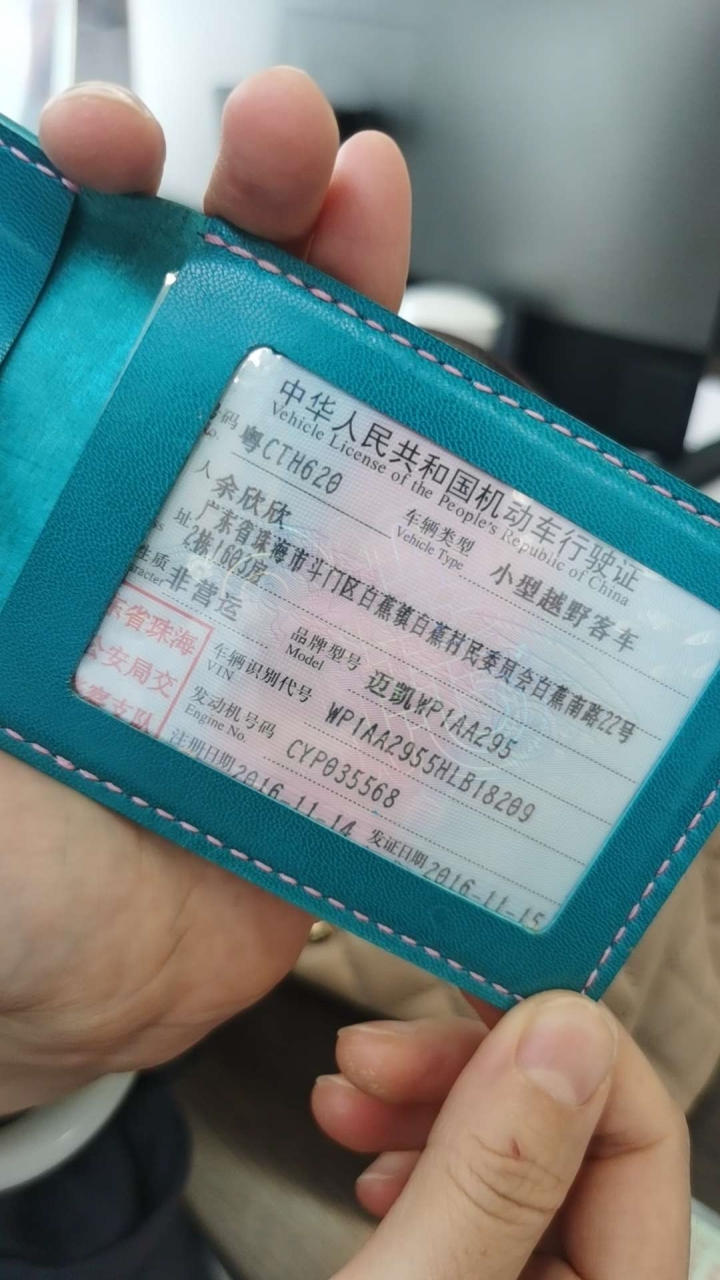 中华人民共和国机动车行驶证
Vehicle License of the People's Republic of China
号码 粤CTH620 车辆类型 小型越野客车
No. Vehicle Type
人 余欣欣
址 广东省珠海市斗门区白蕉镇白蕉村民委员会白蕉南路22号
2栋1603房
性质 非营运 品牌型号 迈凯WP1AA295
racter Model
车辆识别代号 WP1AA2955HLB18209
VIN
发动机号码 CYP035568
Engine No.
注册日期 2016-11-14 发证日期 2016-11-15
东省珠海
公安局交
警察支队